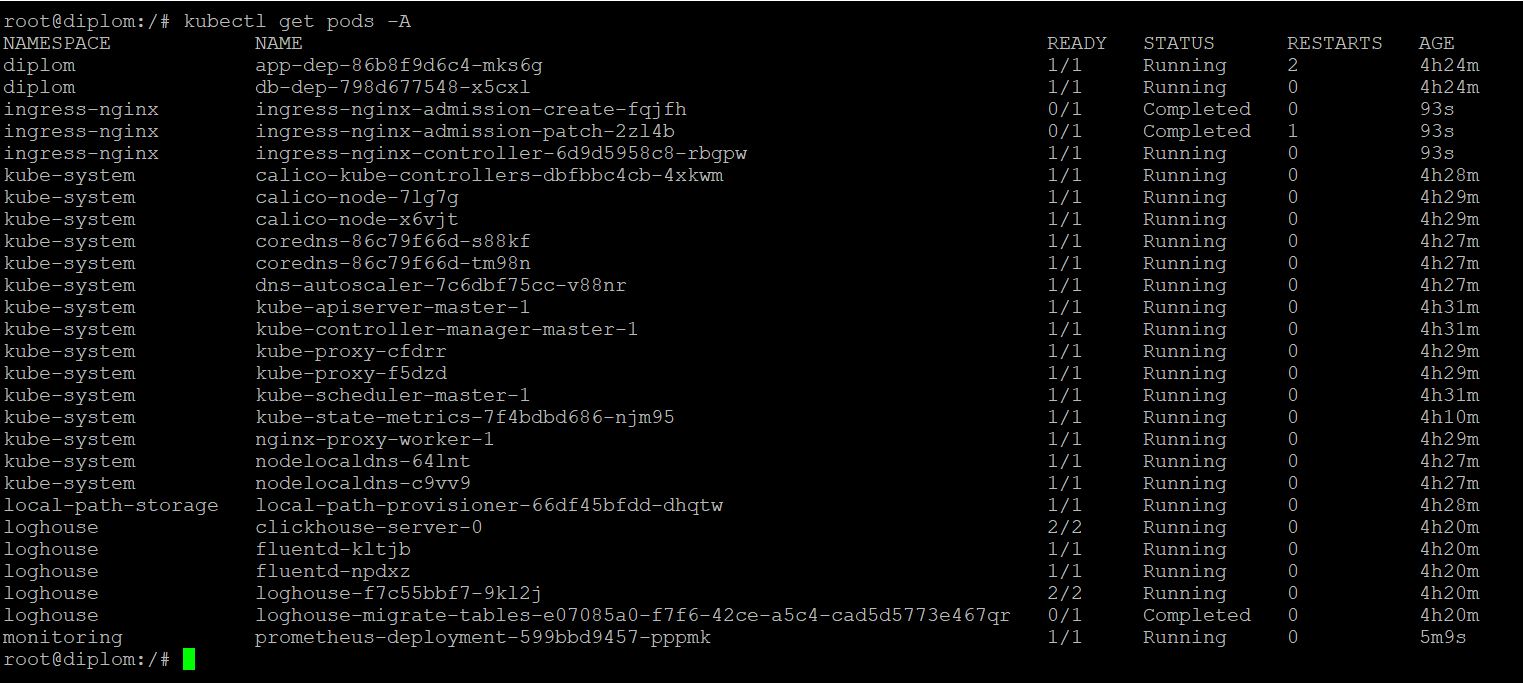 root@diplom:/# kubectl get pods -A
NAMESPACE NAME READY STATUS RESTARTS AGE
diplom app-dep-86b8f9d6c4-mks6g 1/1 Running 2 4h24m
diplom db-dep-798d677548-x5cxl 1/1 Running 0 4h24m
ingress-nginx ingress-nginx-admission-create-fqjfh 0/1 Completed 0 93s
ingress-nginx ingress-nginx-admission-patch-2zl4b 0/1 Completed 1 93s
ingress-nginx ingress-nginx-controller-6d9d5958c8-rbgpw 1/1 Running 0 93s
kube-system calico-kube-controllers-dbfbbc4cb-4xkwm 1/1 Running 0 4h28m
kube-system calico-node-7lg7g 1/1 Running 0 4h29m
kube-system calico-node-x6vjt 1/1 Running 0 4h29m
kube-system coredns-86c79f66d-s88kf 1/1 Running 0 4h27m
kube-system coredns-86c79f66d-tm98n 1/1 Running 0 4h27m
kube-system dns-autoscaler-7c6dbf75cc-v88nr 1/1 Running 0 4h27m
kube-system kube-apiserver-master-1 1/1 Running 0 4h31m
kube-system kube-controller-manager-master-1 1/1 Running 0 4h31m
kube-system kube-proxy-cfdrr 1/1 Running 0 4h29m
kube-system kube-proxy-f5dzd 1/1 Running 0 4h29m
kube-system kube-scheduler-master-1 1/1 Running 0 4h31m
kube-system kube-state-metrics-7f4bdbd686-njm95 1/1 Running 0 4h10m
kube-system nginx-proxy-worker-1 1/1 Running 0 4h29m
kube-system nodelocaldns-64lnt 1/1 Running 0 4h27m
kube-system nodelocaldns-c9vv9 1/1 Running 0 4h27m
local-path-storage local-path-provisioner-66df45bfdd-dhqtw 1/1 Running 0 4h28m
loghouse clickhouse-server-0 2/2 Running 0 4h20m
loghouse fluentd-kltjb 1/1 Running 0 4h20m
loghouse fluentd-npdxz 1/1 Running 0 4h20m
loghouse loghouse-f7c55bbf7-9kl2j 2/2 Running 0 4h20m
loghouse loghouse-migrate-tables-e07085a0-f7f6-42ce-a5c4-cad5d5773e467qr 0/1 Completed 0 4h20m
monitoring prometheus-deployment-599bbd9457-pppmk 1/1 Running 0 5m9s
root@diplom:/#